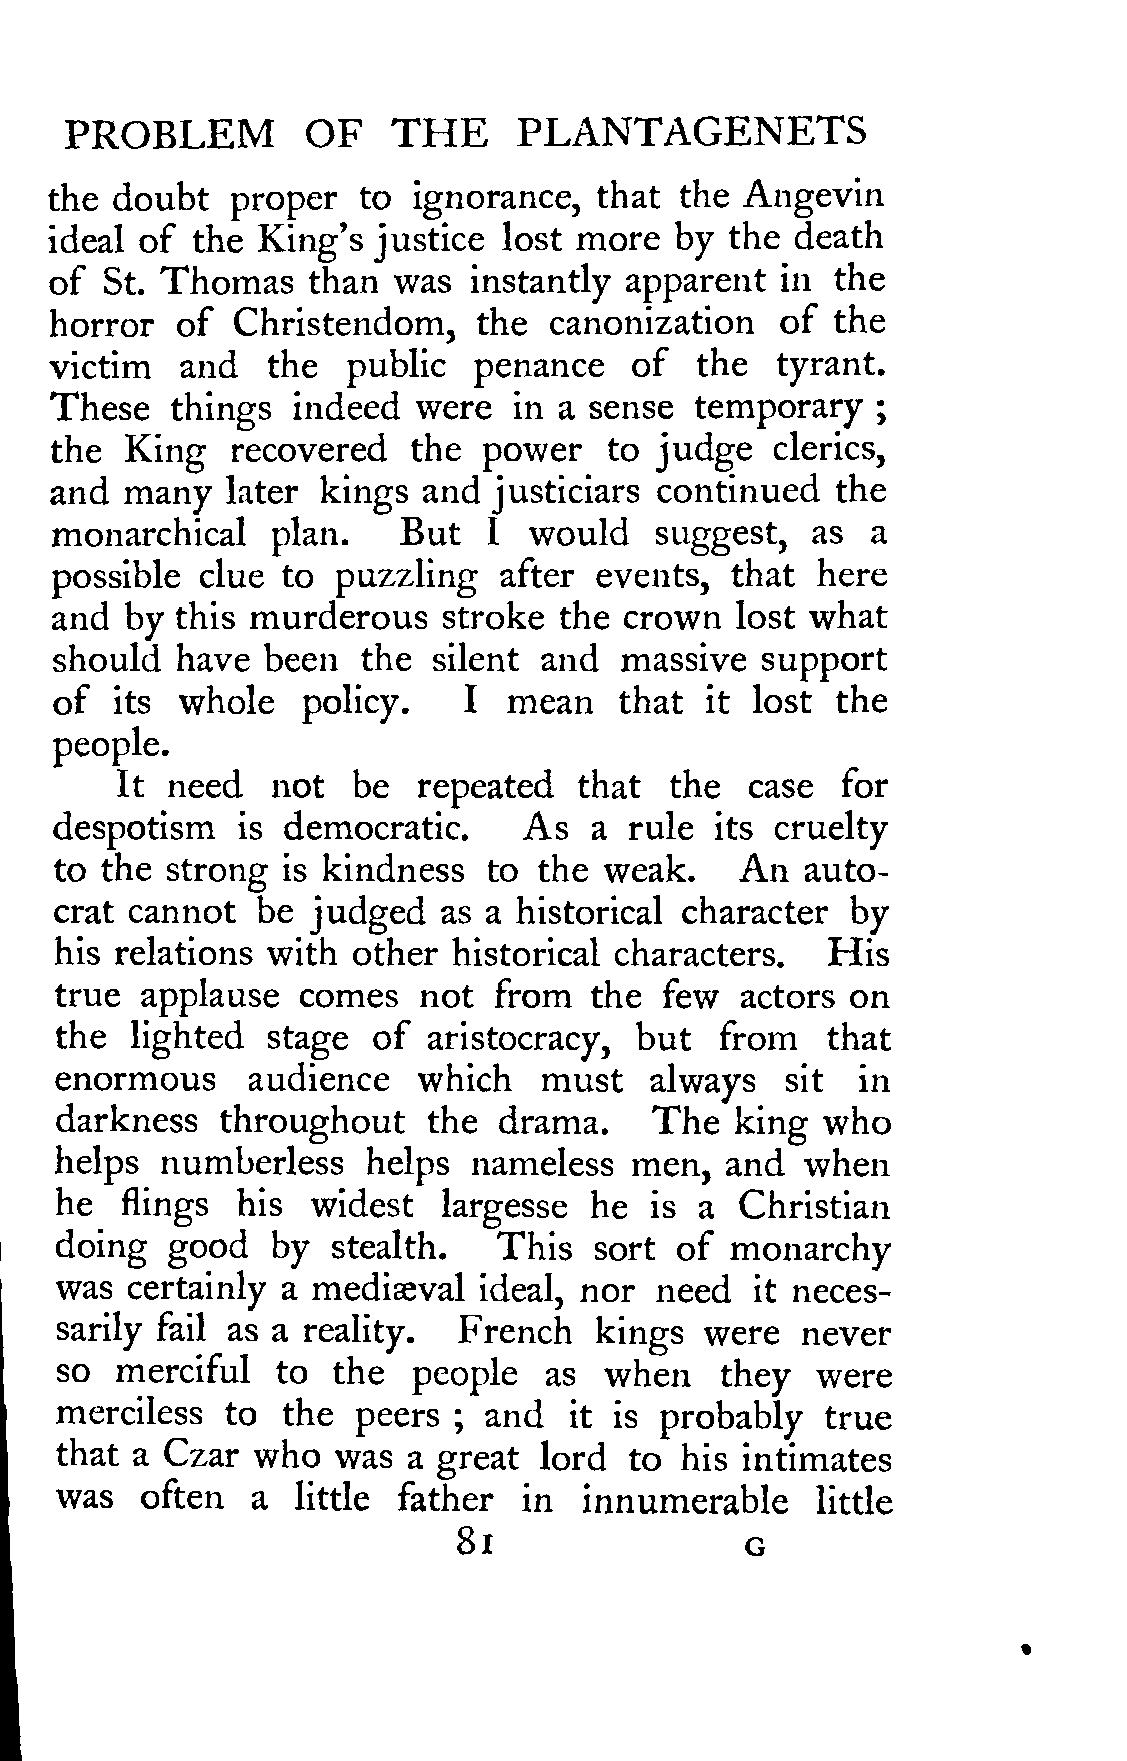 PROBLEM OF THE PLANTAGENETS
the doubt proper to ignorance, that the Angevin
ideal of the King's justice lost more by the death
of St. Thomas than was instantly apparent in the
horror of Christendom, the canonization of the
victim and the public penance of the tyrant.
These things indeed were in a sense temporary ;
the King recovered the power to judge clerics,
and many later kings and justiciars continued the
monarchical plan. But I would suggest, as a
possible clue to puzzling after events, that here
and by this murderous stroke the crown lost what
should have been the silent and massive support
of its whole policy. I mean that it lost the
people.
It need not be repeated that the case for
despotism is democratic. As a rule its cruelty
to the strong is kindness to the weak. An auto-
crat cannot be judged as a historical character by
his relations with other historical characters. His
true applause comes not from the few actors on
the lighted stage of aristocracy, but from that
enormous audience which must always sit in
darkness throughout the drama. The king who
helps numberless helps nameless men, and when
he flings his widest largesse he is a Christian
doing good by stealth. This sort of monarchy
was certainly a mediæval ideal, nor need it neces-
sarily fail as a reality. French kings were never
so merciful to the people as when they were
merciless to the peers ; and it is probably true
that a Czar who was a great lord to his intimates
was often a little father in innumerable little
81 G